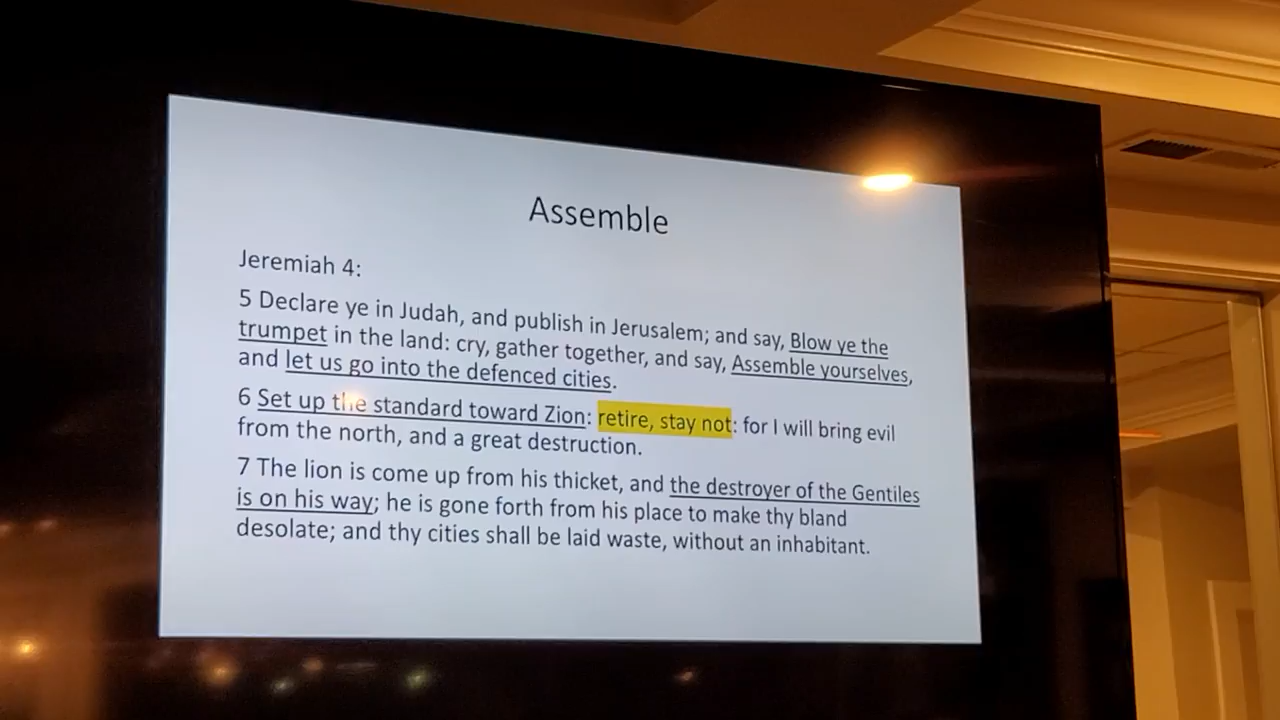 Assemble
Jeremiah 4:
5 Declare ye in Judah, and publish in Jerusalem; and say, Blow ye the
trumpet in the land: cry, gather together, and say, Assemble yourselves,
and let us go into the defenced cities.
6 Set up the standard toward Zion: retire, stay not: for I will bring evil
from the north, and a great destruction.
7 The lion is come up from his thicket, and the destroyer of the Gentiles
is on his way; he is gone forth from his place to make thy bland
desolate; and thy cities shall be laid waste, without an inhabitant.